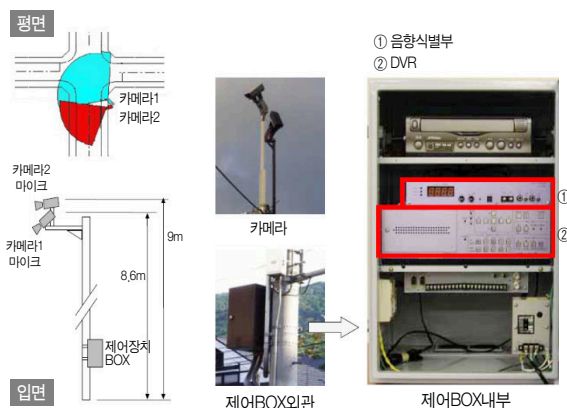 평면
카메라1
카메라2
① 음향식별부
② DVR
카메라2
마이크
카메라1
마이크
9m
8.6m
제어장치
BOX
입면
카메라
제어BOX외관
①
②
제어BOX내부